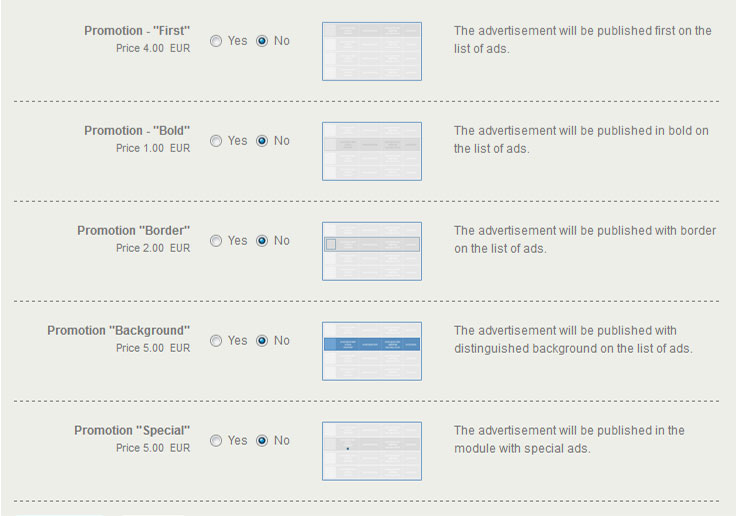 Promotion - "First"
Price 4.00 EUR
Yes No
The advertisement will be published first on the
list of ads.
Promotion - "Bold"
Price 1.00 EUR
Yes No
The advertisement will be published in bold on
the list of ads.
Promotion "Border"
Price 2.00 EUR
Yes No
The advertisement will be published with border
on the list of ads.
Promotion "Background"
Price 5.00 EUR
Yes No
The advertisement will be published with
distinguished background on the list of ads.
Promotion "Special"
Price 5.00 EUR
Yes No
The advertisement will be published in the
module with special ads.